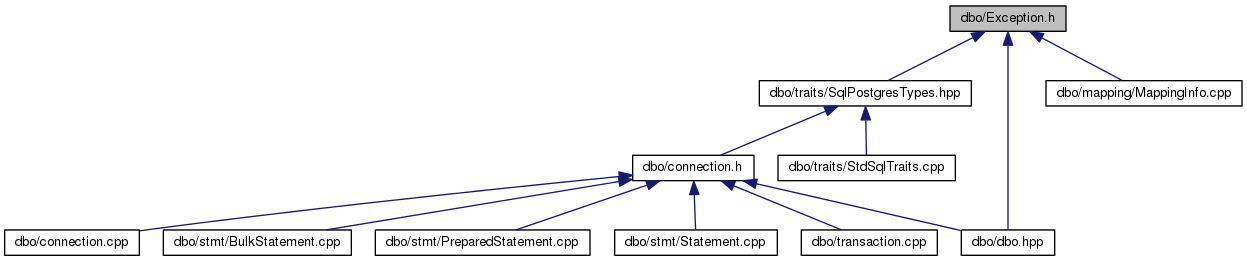 dbo/Exception.h
dbo/traits/SqlPostgresTypes.hpp
dbo/mapping/MappingInfo.cpp
dbo/connection.h
dbo/traits/StdSqlTraits.cpp
dbo/connection.cpp
dbo/stmt/BulkStatement.cpp
dbo/stmt/PreparedStatement.cpp
dbo/stmt/Statement.cpp
dbo/transaction.cpp
dbo/dbo.hpp